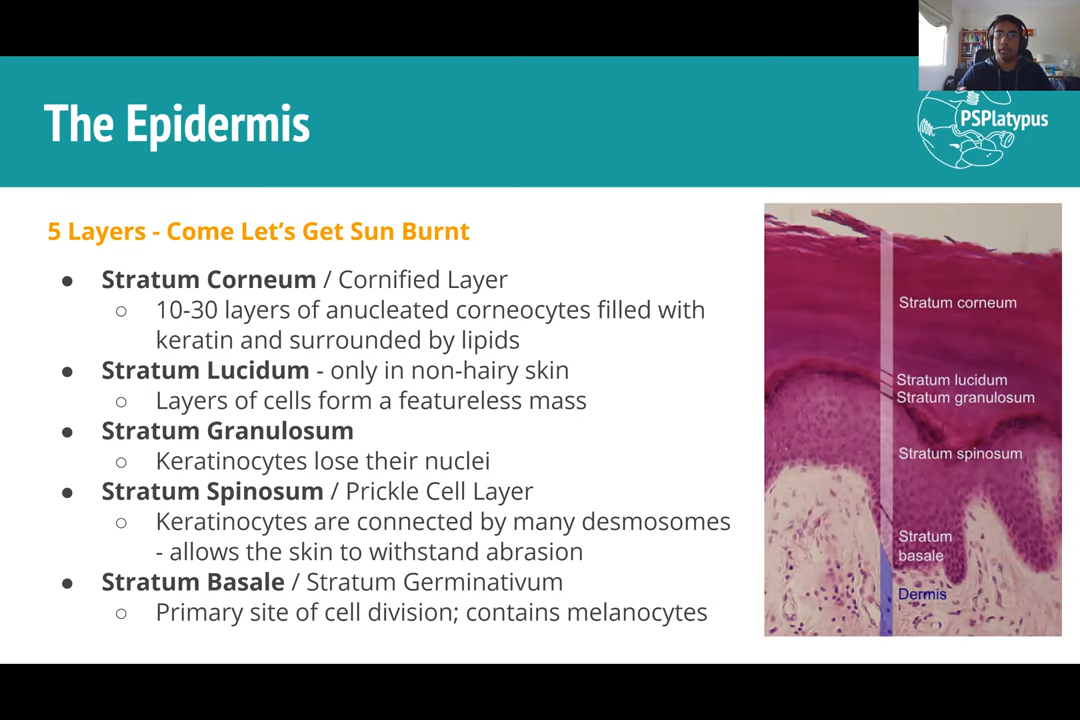 The Epidermis
PSPlatypus
5 Layers - Come Let's Get Sun Burnt
● Stratum Corneum / Cornified Layer
○ 10-30 layers of anucleated corneocytes filled with
keratin and surrounded by lipids
● Stratum Lucidum - only in non-hairy skin
○ Layers of cells form a featureless mass
● Stratum Granulosum
○ Keratinocytes lose their nuclei
● Stratum Spinosum / Prickle Cell Layer
○ Keratinocytes are connected by many desmosomes
- allows the skin to withstand abrasion
● Stratum Basale / Stratum Germinativum
○ Primary site of cell division; contains melanocytes
Stratum corneum
Stratum lucidum
Stratum granulosum
Stratum spinosum
Stratum
basale
Dermis